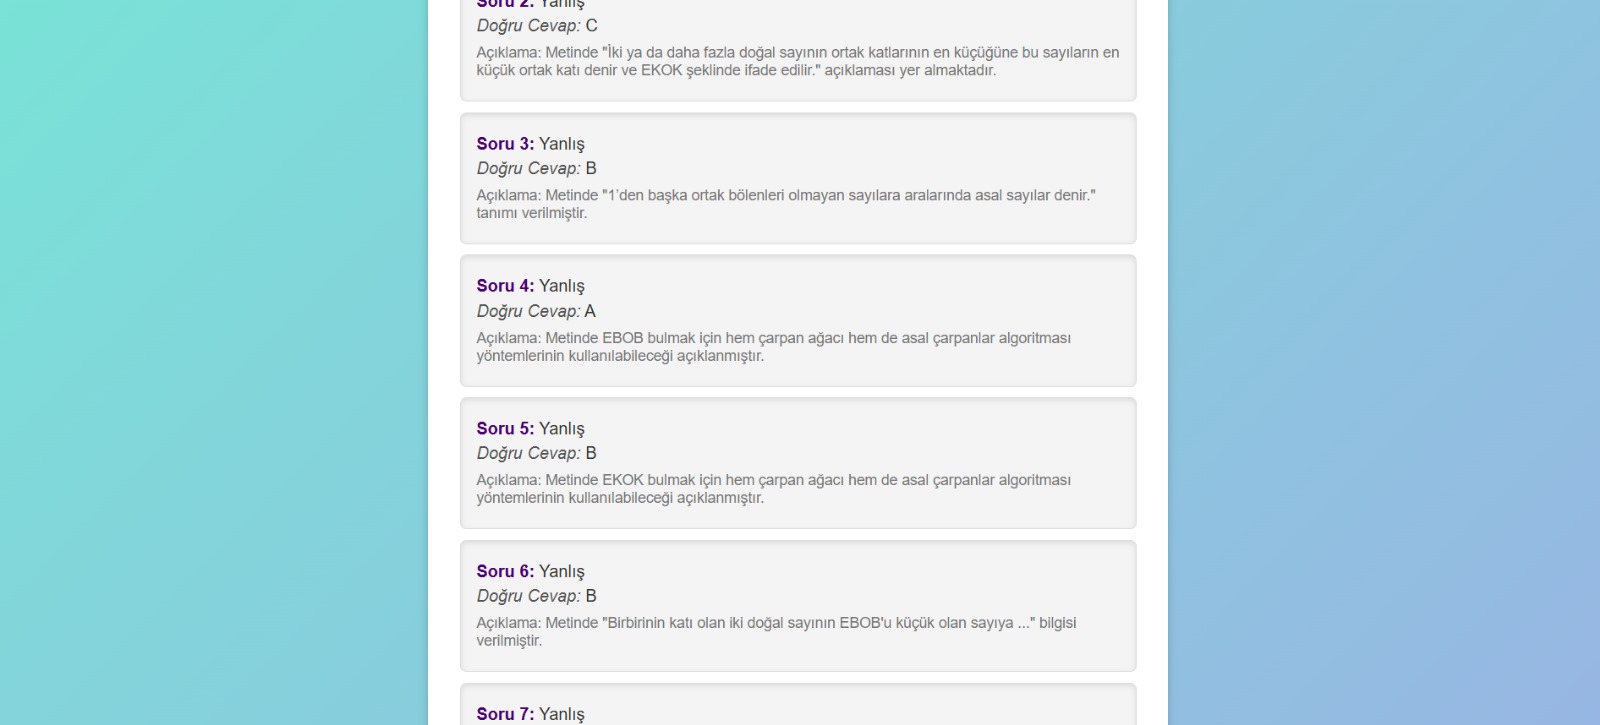 Soru 2: Yanlış
Doğru Cevap: C
Açıklama: Metinde "İki ya da daha fazla doğal sayının ortak katlarının en küçüğüne bu sayıların en
küçük ortak katı denir ve EKOK şeklinde ifade edilir." açıklaması yer almaktadır.
Soru 3: Yanlış
Doğru Cevap: B
Açıklama: Metinde "1’den başka ortak bölenleri olmayan sayılara aralarında asal sayılar denir."
tanımı verilmiştir.
Soru 4: Yanlış
Doğru Cevap: A
Açıklama: Metinde EBOB bulmak için hem çarpan ağacı hem de asal çarpanlar algoritması
yöntemlerinin kullanılabileceği açıklanmıştır.
Soru 5: Yanlış
Doğru Cevap: B
Açıklama: Metinde EKOK bulmak için hem çarpan ağacı hem de asal çarpanlar algoritması
yöntemlerinin kullanılabileceği açıklanmıştır.
Soru 6: Yanlış
Doğru Cevap: B
Açıklama: Metinde "Birbirinin katı olan iki doğal sayının EBOB'u küçük olan sayıya ..." bilgisi
verilmiştir.
Soru 7: Yanlış